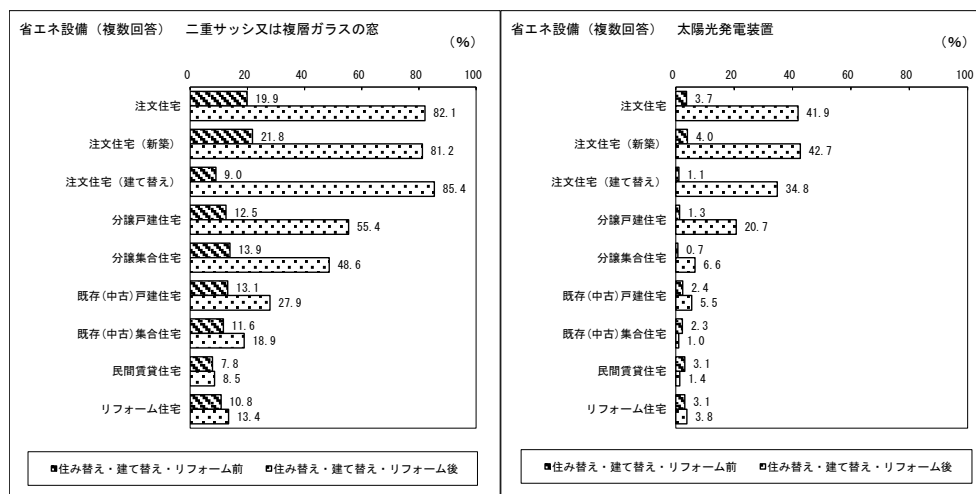 省エネ設備（複数回答）　二重サッシ又は複層ガラスの窓
（%）
0 20 40 60 80 100
注文住宅 19.9
82.1
注文住宅（新築） 21.8
81.2
注文住宅（建て替え） 9.0
85.4
分譲戸建住宅 12.5
55.4
分譲集合住宅 13.9
48.6
既存(中古)戸建住宅 13.1
27.9
既存(中古)集合住宅 11.6
18.9
民間賃貸住宅 7.8
8.5
リフォーム住宅 10.8
13.4
住み替え・建て替え・リフォーム前 住み替え・建て替え・リフォーム後
省エネ設備（複数回答）　太陽光発電装置
（%）
0 20 40 60 80 100
注文住宅 3.7
41.9
注文住宅（新築） 4.0
42.7
注文住宅（建て替え） 1.1
34.8
分譲戸建住宅 1.3
20.7
分譲集合住宅 0.7
6.6
既存(中古)戸建住宅 2.4
5.5
既存(中古)集合住宅 2.3
1.0
民間賃貸住宅 3.1
1.4
リフォーム住宅 3.1
3.8
住み替え・建て替え・リフォーム前 住み替え・建て替え・リフォーム後